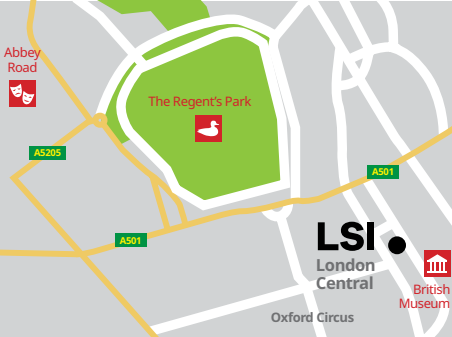 Abbey
Road
The Regent's Park
A5205
A501
A501
LSI
London
Central
British
Museum
Oxford Circus